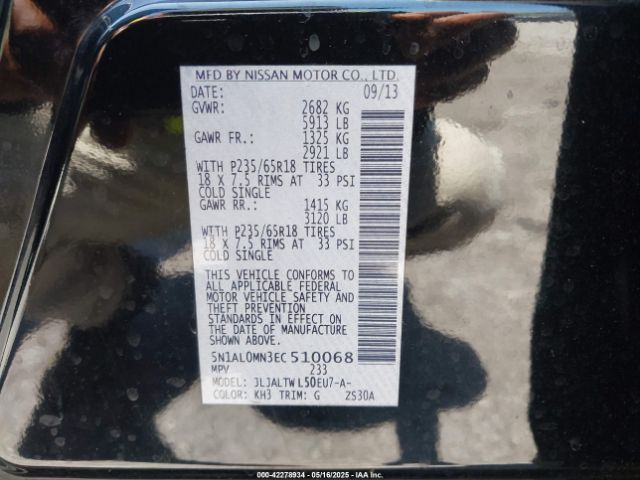 MFD BY NISSAN MOTOR CO., LTD.
DATE: 09/13
GVWR: 2682 KG
5913 LB
GAWR FR.: 1325 KG
2921 LB
WITH P235/65R18 TIRES
18 X 7.5 RIMS AT 33 PSI
COLD SINGLE
GAWR RR.: 1415 KG
3120 LB
WITH P235/65R18 TIRES
18 X 7.5 RIMS AT 33 PSI
COLD SINGLE
THIS VEHICLE CONFORMS TO
ALL APPLICABLE FEDERAL
MOTOR VEHICLE SAFETY AND
THEFT PREVENTION
STANDARDS IN EFFECT ON
THE DATE OF MANUFACTURE
SHOWN ABOVE.
5N1AL0MN3EC510068
MPV 233
MODEL: JLJALTWL50EU7-A-
COLOR: KH3 TRIM: G ZS30A
000-42278934 - 05/16/2025 - IAAI.COM